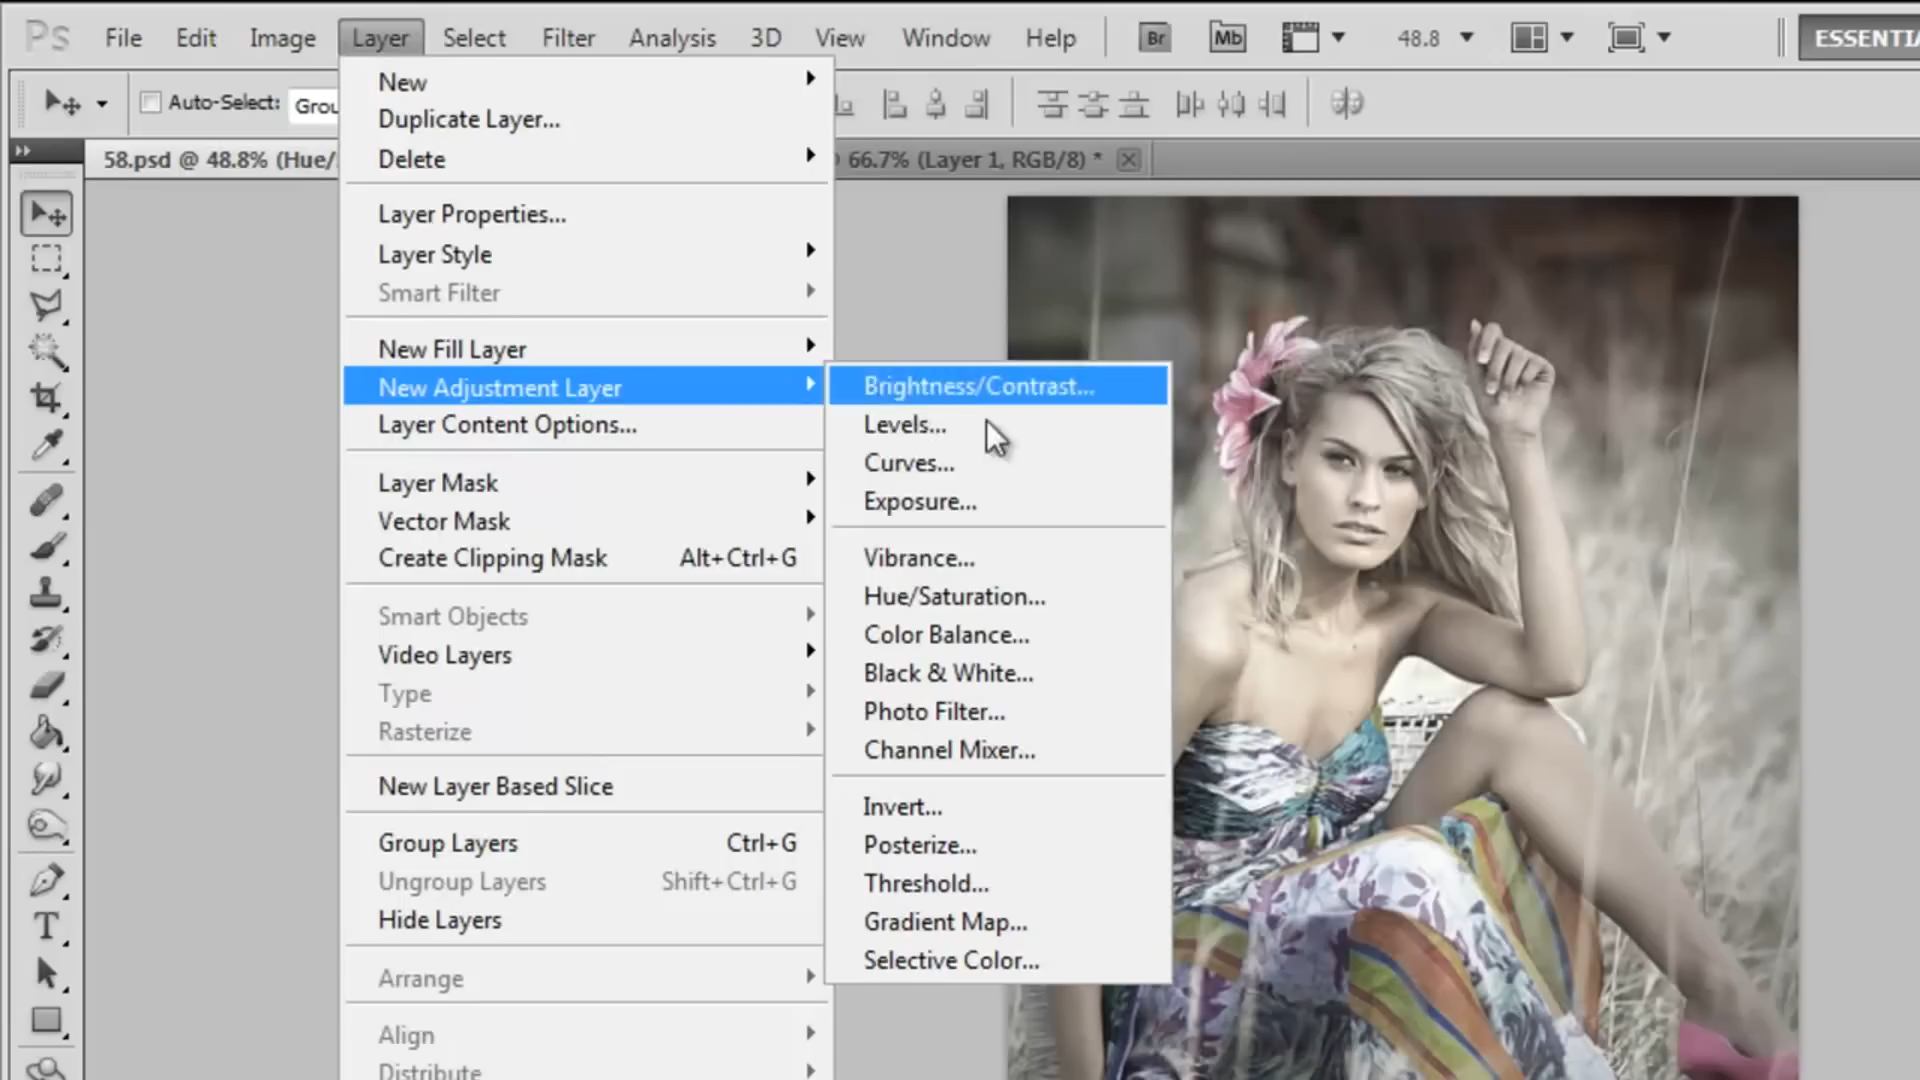 Ps File Edit Image Layer Select Filter Analysis 3D View Window Help Br Mb 48.8
Auto-Select:
58.psd @ 48.8% (Hue/ 66.7% (Layer 1, RGB/8) *
New
Duplicate Layer...
Delete
Layer Properties...
Layer Style
Smart Filter
New Fill Layer
New Adjustment Layer
Layer Content Options...
Layer Mask
Vector Mask
Create Clipping Mask Alt+Ctrl+G
Smart Objects
Video Layers
Type
Rasterize
New Layer Based Slice
Group Layers Ctrl+G
Ungroup Layers Shift+Ctrl+G
Hide Layers
Arrange
Align
Distribute
Brightness/Contrast...
Levels...
Curves...
Exposure...
Vibrance...
Hue/Saturation...
Color Balance...
Black & White...
Photo Filter...
Channel Mixer...
Invert...
Posterize...
Threshold...
Gradient Map...
Selective Color...